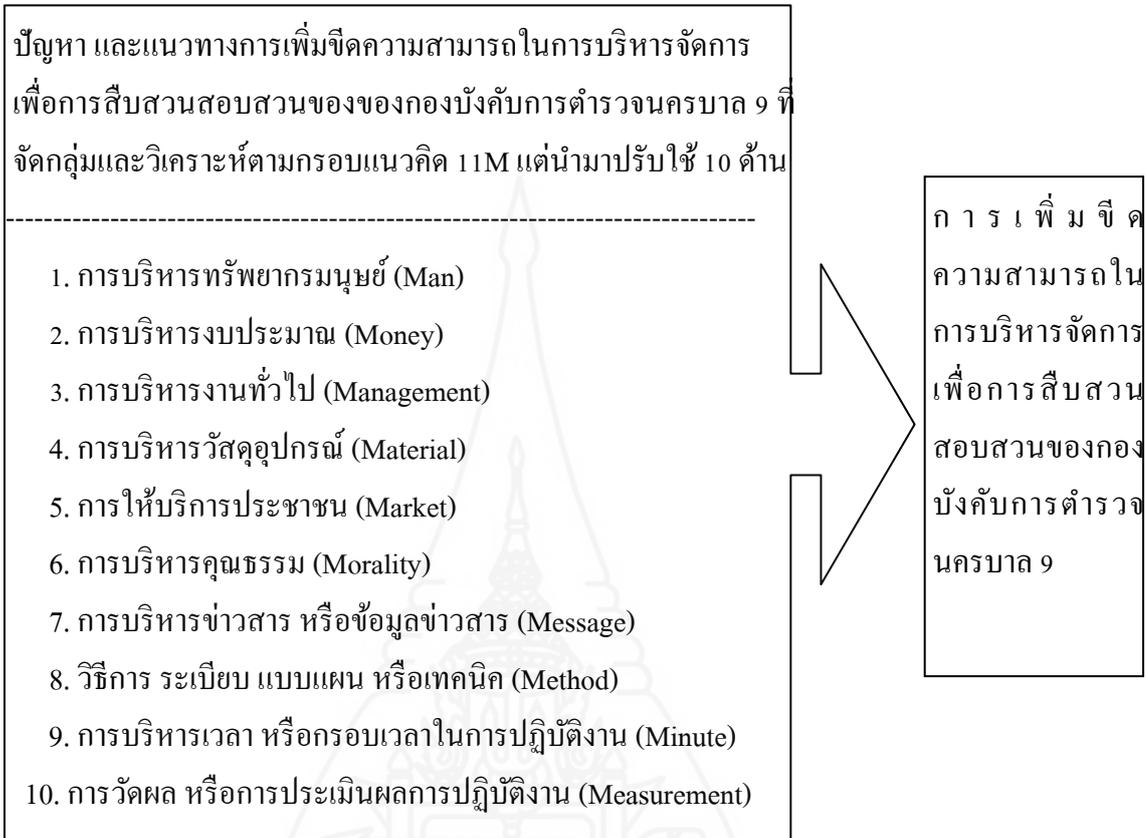 ปัญหา และแนวทางการเพิ่มขีดความสามารถในการบริหารจัดการ
เพื่อการสืบสวนสอบสวนของของกองบังคับการตำรวจนครบาล 9 ที่
จัดกลุ่มและวิเคราะห์ตามกรอบแนวคิด 11M แต่นำมาปรับใช้ 10 ด้าน
--------------------------------------------------------------------------------
1. การบริหารทรัพยากรมนุษย์ (Man)
2. การบริหารงบประมาณ (Money)
3. การบริหารงานทั่วไป (Management)
4. การบริหารวัสดุอุปกรณ์ (Material)
5. การให้บริการประชาชน (Market)
6. การบริหารคุณธรรม (Morality)
7. การบริหารข่าวสาร หรือข้อมูลข่าวสาร (Message)
8. วิธีการ ระเบียบ แบบแผน หรือเทคนิค (Method)
9. การบริหารเวลา หรือกรอบเวลาในการปฏิบัติงาน (Minute)
10. การวัดผล หรือการประเมินผลการปฏิบัติงาน (Measurement)
การเพิ่มขีด
ความสามารถใน
การบริหารจัดการ
เพื่อการสืบสวน
สอบสวนของกอง
บังคับการตำรวจ
นครบาล 9